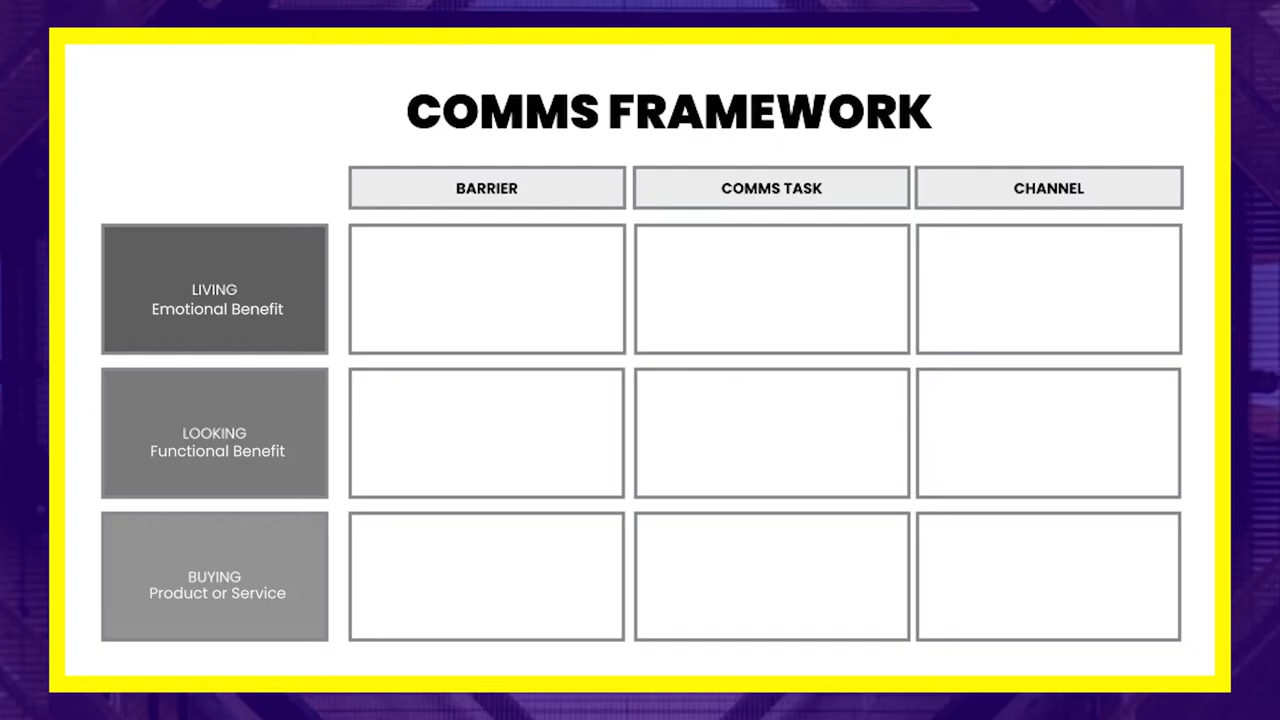 COMMS FRAMEWORK
BARRIER
COMMS TASK
CHANNEL
LIVING
Emotional Benefit
LOOKING
Functional Benefit
BUYING
Product or Service